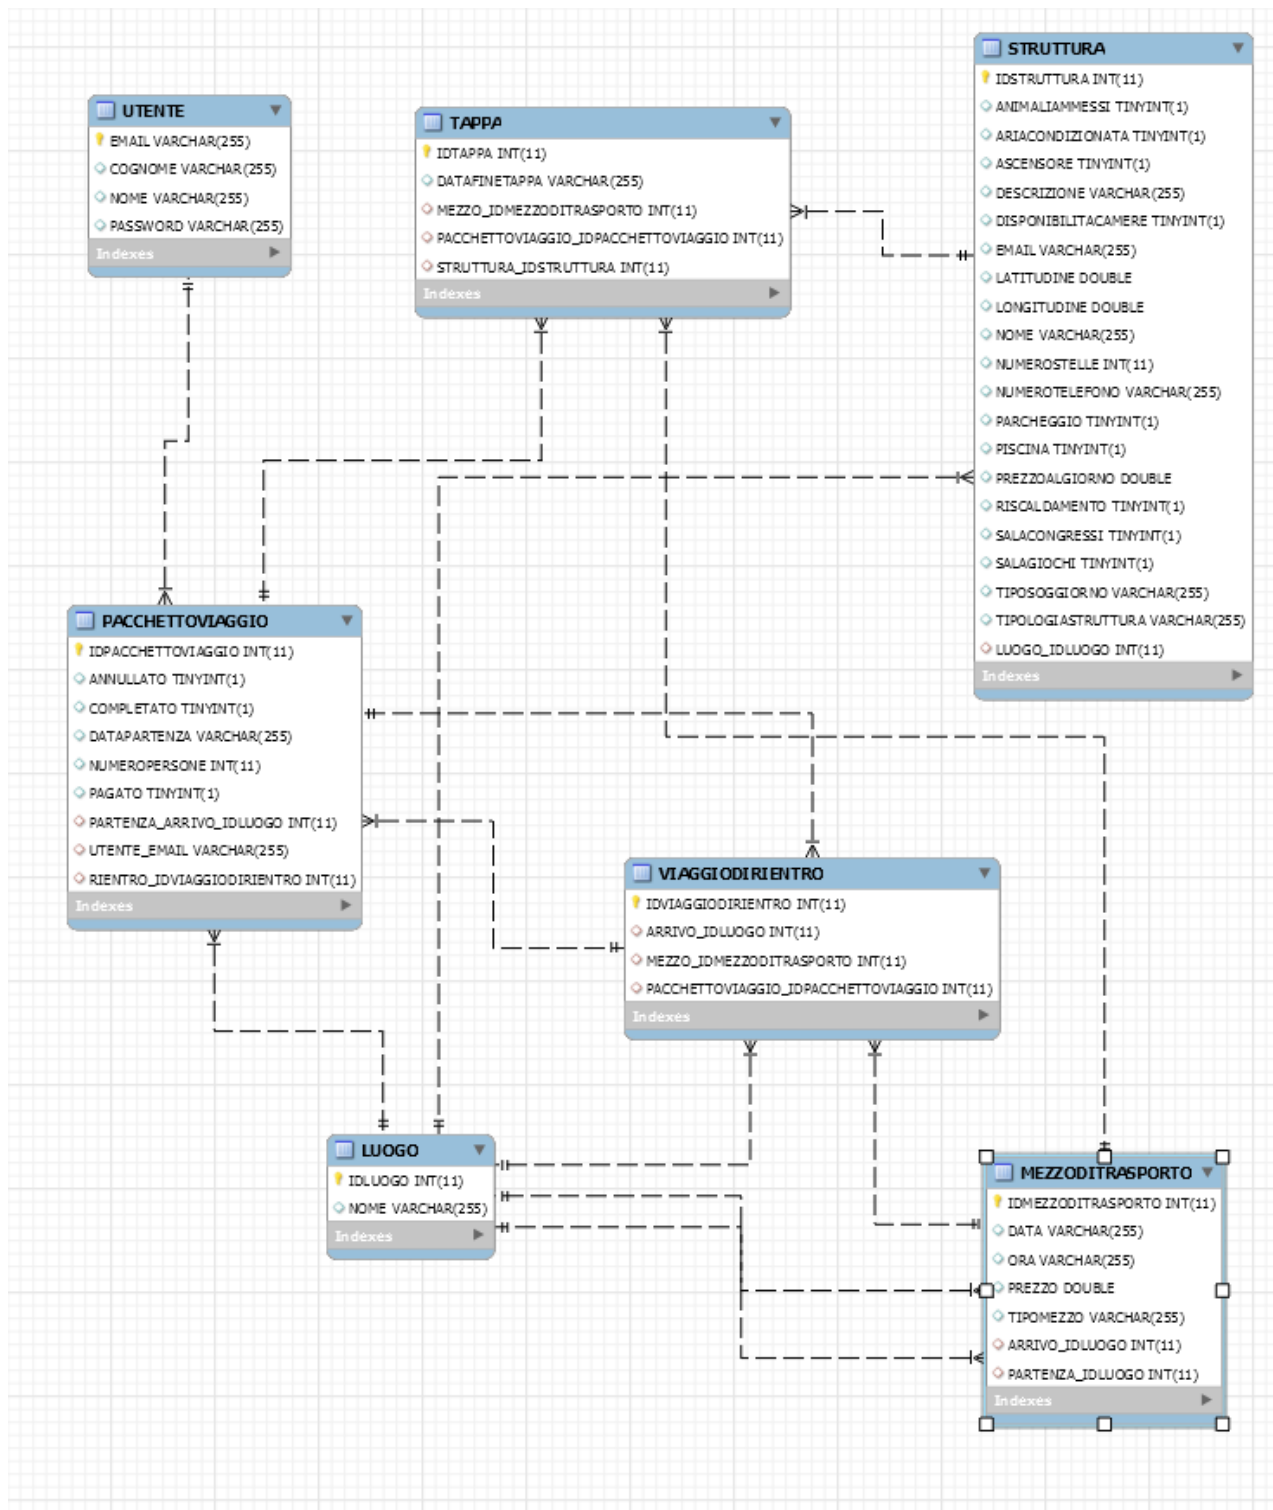 UTENTE
EMAIL VARCHAR(255)
COGNOME VARCHAR(255)
NOME VARCHAR(255)
PASSWORD VARCHAR(255)
Indexes
TAPPA
IDTAPPA INT(11)
DATAFINETAPPA VARCHAR(255)
MEZZO_IDMEZZODITRASPORTO INT(11)
PACCHETTOVIAGGIO_IDPACCHETTOVIAGGIO INT(11)
STRUTTURA_IDSTRUTTURA INT(11)
Indexes
STRUTTURA
IDSTRUTTURA INT(11)
ANIMALIAMMESSI TINYINT(1)
ARIACONDIZIONATA TINYINT(1)
ASCENSORE TINYINT(1)
DESCRIZIONE VARCHAR(255)
DISPONIBILITACAMERE TINYINT(1)
EMAIL VARCHAR(255)
LATITUDINE DOUBLE
LONGITUDINE DOUBLE
NOME VARCHAR(255)
NUMEROSTELLE INT(11)
NUMEROTELEFONO VARCHAR(255)
PARCHEGGIO TINYINT(1)
PISCINA TINYINT(1)
PREZZOALGIORNO DOUBLE
RISCALDAMENTO TINYINT(1)
SALACONGRESSI TINYINT(1)
SALAGIOCHI TINYINT(1)
TIPOSOGGIORNO VARCHAR(255)
TIPOLOGIASTRUTTURA VARCHAR(255)
LUOGO_IDLUOGO INT(11)
Indexes
PACCHETTOVIAGGIO
IDPACCHETTOVIAGGIO INT(11)
ANNULLATO TINYINT(1)
COMPLETATO TINYINT(1)
DATAPARTENZA VARCHAR(255)
NUMEROPERSONE INT(11)
PAGATO TINYINT(1)
PARTENZA_ARRIVO_IDLUOGO INT(11)
UTENTE_EMAIL VARCHAR(255)
RIENTRO_IDVIAGGIODIRIENTRO INT(11)
Indexes
VIAGGIODIRIENTRO
IDVIAGGIODIRIENTRO INT(11)
ARRIVO_IDLUOGO INT(11)
MEZZO_IDMEZZODITRASPORTO INT(11)
PACCHETTOVIAGGIO_IDPACCHETTOVIAGGIO INT(11)
Indexes
LUOGO
IDLUOGO INT(11)
NOME VARCHAR(255)
Indexes
MEZZODITRASPORTO
IDMEZZODITRASPORTO INT(11)
DATA VARCHAR(255)
ORA VARCHAR(255)
PREZZO DOUBLE
TIPOMEZZO VARCHAR(255)
ARRIVO_IDLUOGO INT(11)
PARTENZA_IDLUOGO INT(11)
Indexes